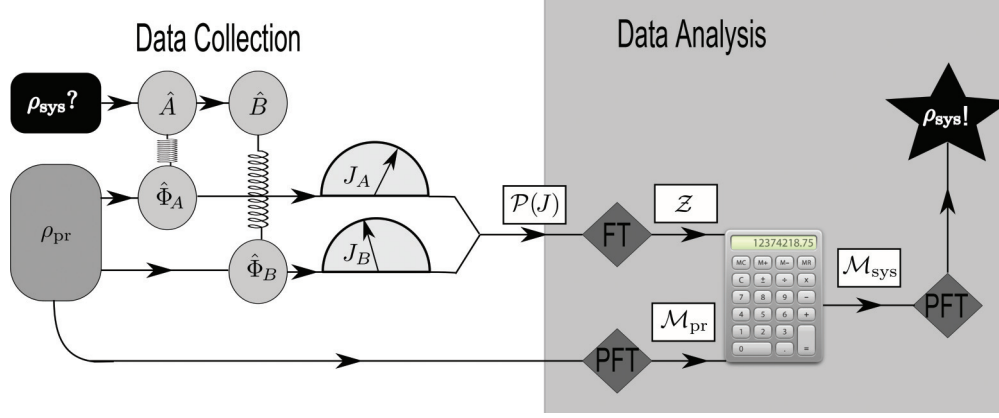 Data Collection
Data Analysis
ρsys?
Â
B̂
ρsys!
Φ̂A
JA
ρpr
P(J)
Z
FT
12374218.75
JB
Φ̂B
MC M+ M− MR
C ± ÷ x
Msys
7 8 9 −
PFT
4 5 6 +
Mpr
1 2 3
0 . =
PFT